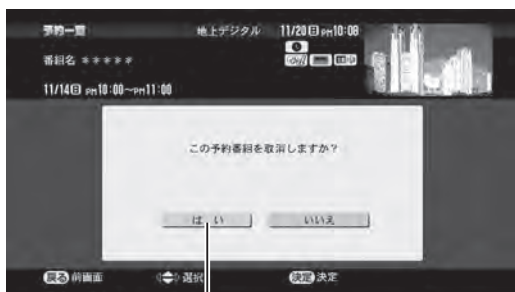 予約一覧 地上デジタル 11/20日 PM10:08
番組名 *****
11/14日 PM10:00~PM11:00
この予約番組を取消しますか?
はい いいえ
戻る 前画面 選択 決定 決定